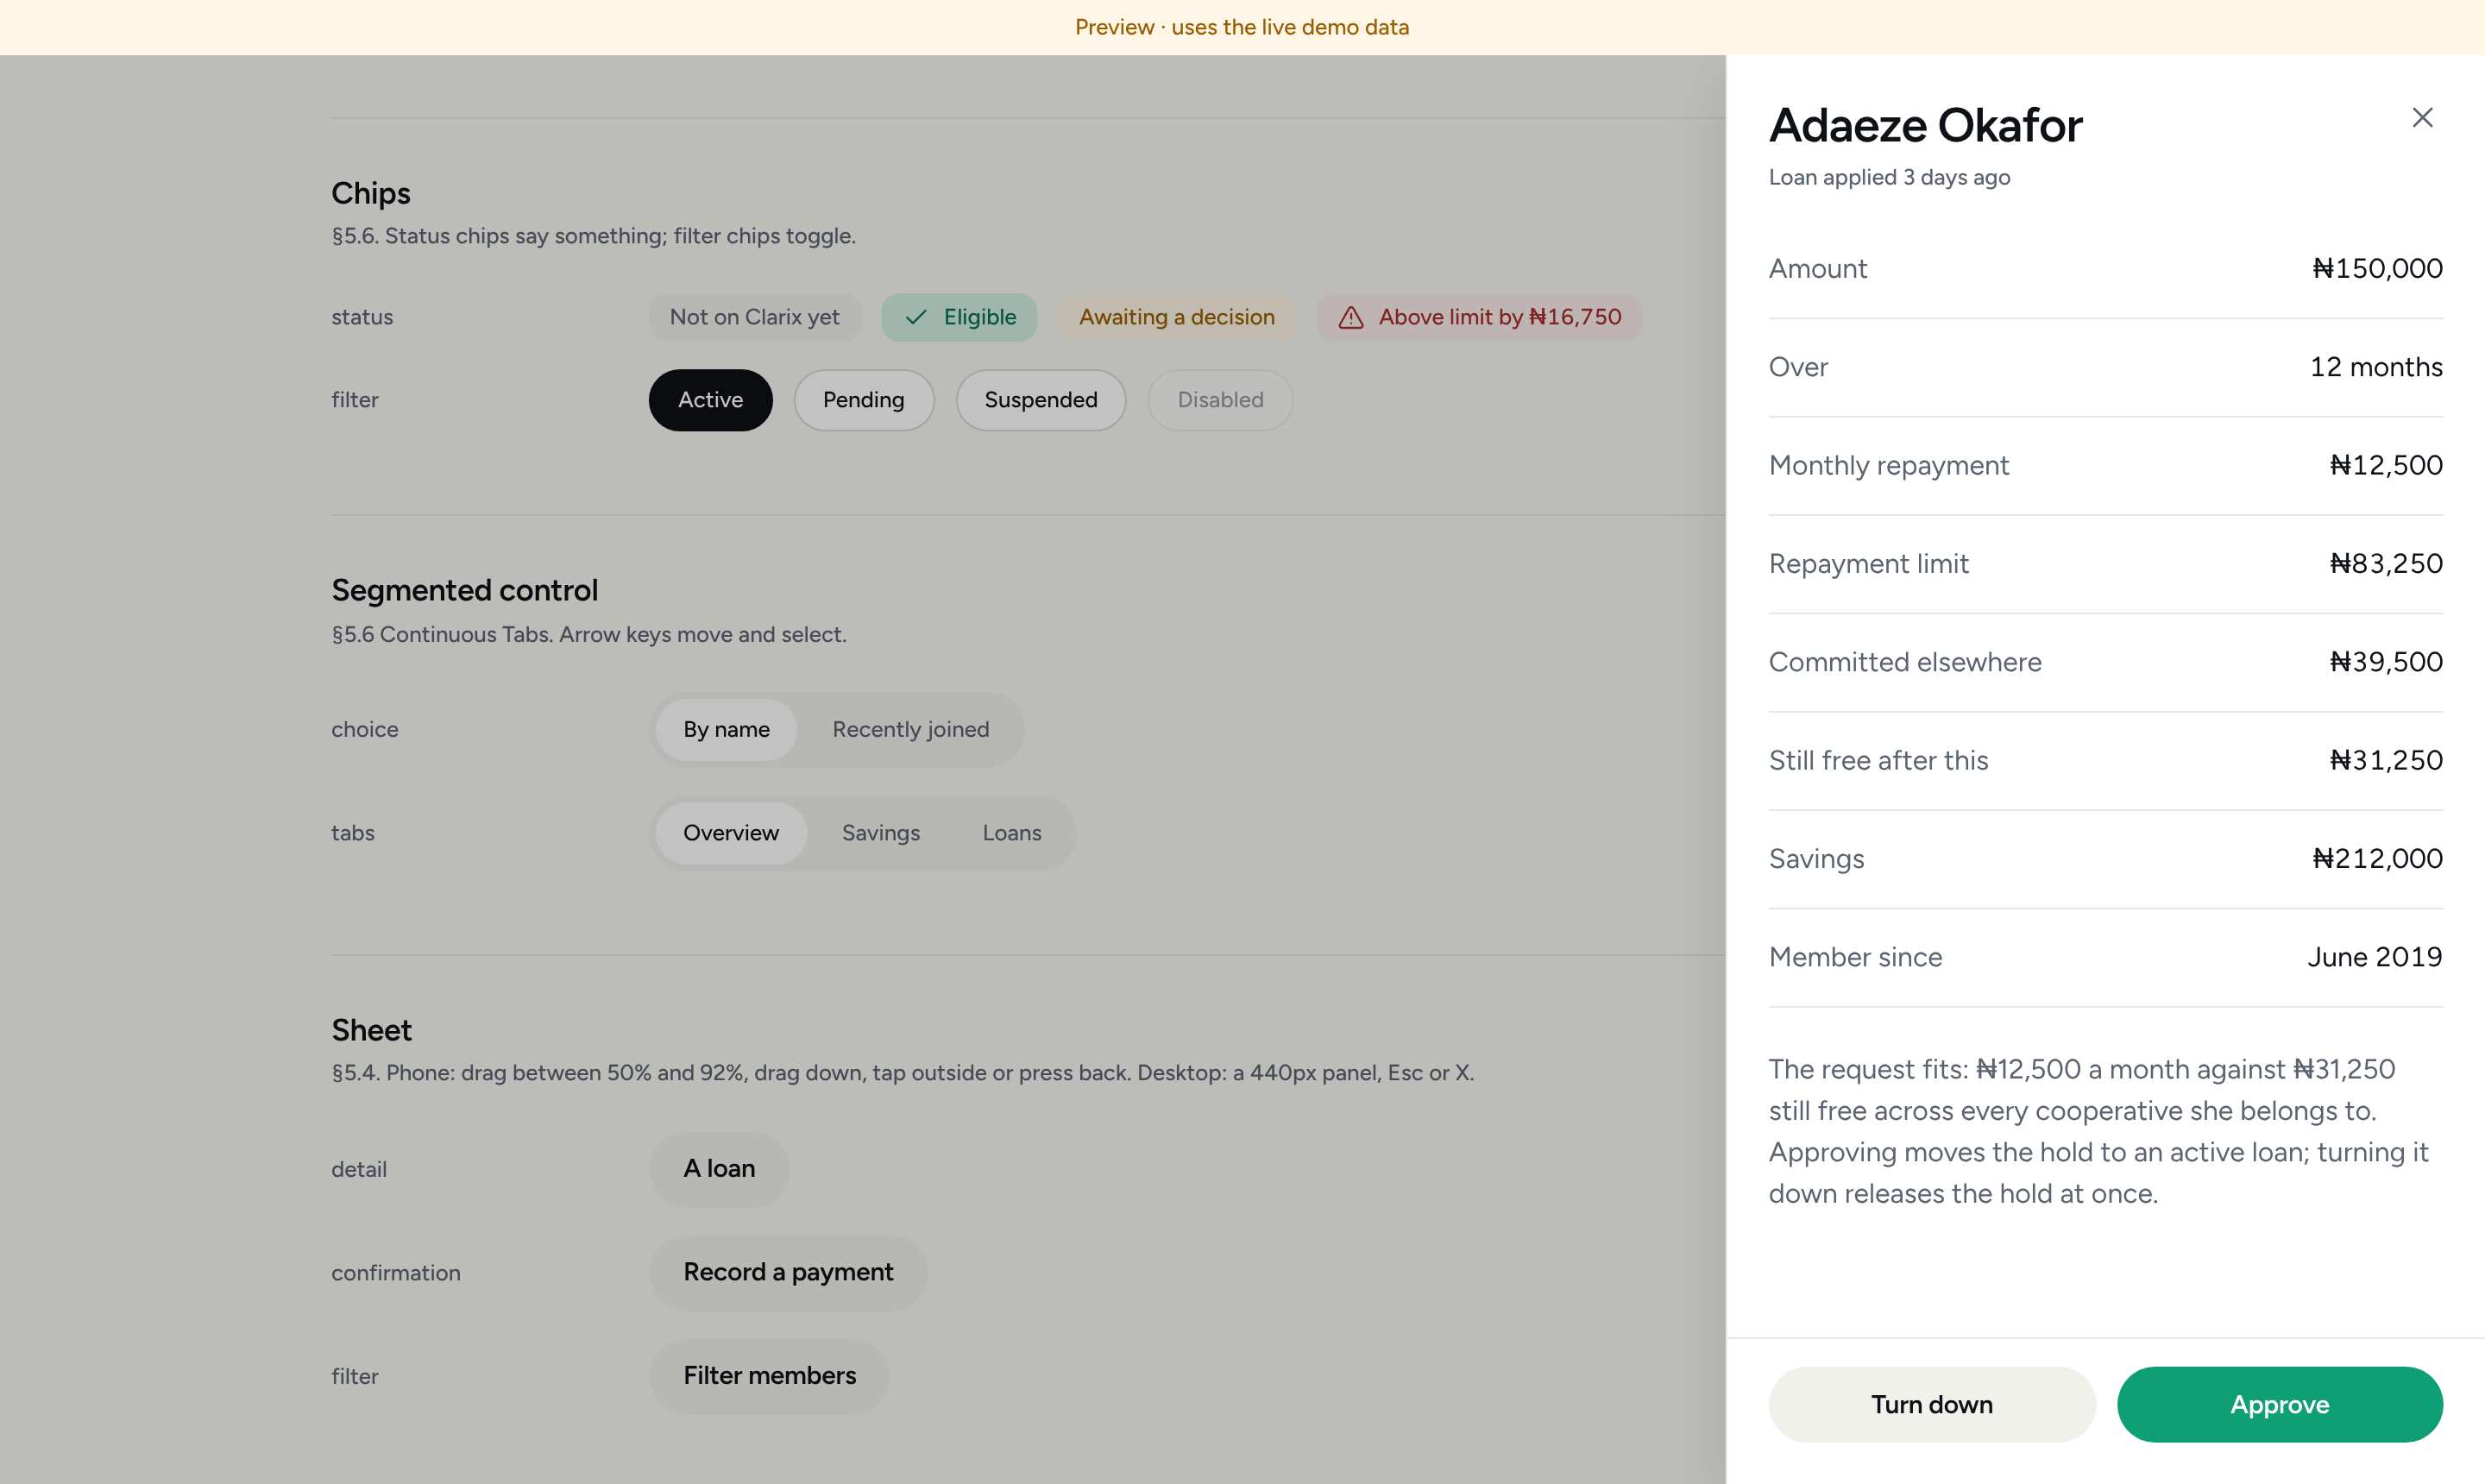 Preview · uses the live demo data
Chips
§5.6. Status chips say something; filter chips toggle.
status
Not on Clarix yet
Eligible
Awaiting a decision
Above limit by ₦16,750
filter
Active
Pending
Suspended
Disabled
Segmented control
§5.6 Continuous Tabs. Arrow keys move and select.
choice
By name
Recently joined
tabs
Overview
Savings
Loans
Sheet
§5.4. Phone: drag between 50% and 92%, drag down, tap outside or press back. Desktop: a 440px panel, Esc or X.
detail
A loan
confirmation
Record a payment
filter
Filter members
Adaeze Okafor
Loan applied 3 days ago
Amount ₦150,000
Over 12 months
Monthly repayment ₦12,500
Repayment limit ₦83,250
Committed elsewhere ₦39,500
Still free after this ₦31,250
Savings ₦212,000
Member since June 2019
The request fits: ₦12,500 a month against ₦31,250
still free across every cooperative she belongs to.
Approving moves the hold to an active loan; turning it
down releases the hold at once.
Turn down
Approve